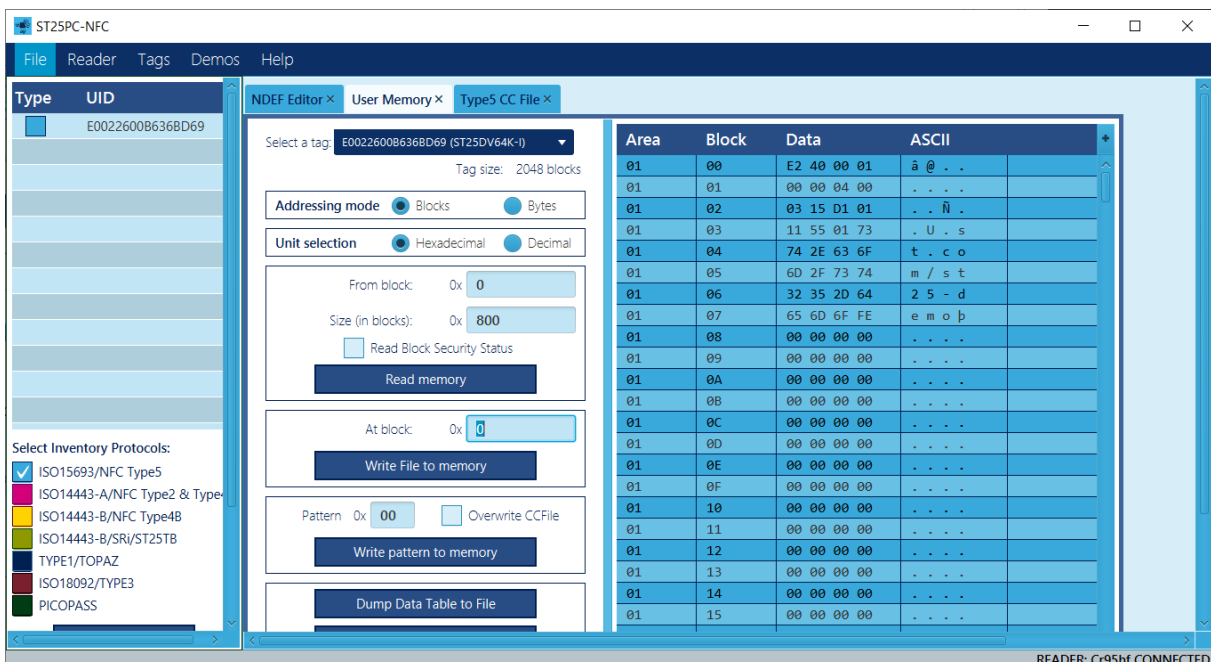 ST25PC-NFC
File Reader Tags Demos Help
Type UID
E0022600B636BD69
Select Inventory Protocols:
ISO15693/NFC Type5
ISO14443-A/NFC Type2 & Type4
ISO14443-B/NFC Type4B
ISO14443-B/SRi/ST25TB
TYPE1/TOPAZ
ISO18092/TYPE3
PICOPASS
NDEF Editor × User Memory × Type5 CC File ×
Select a tag: E0022600B636BD69 (ST25DV64K-I)
Tag size: 2048 blocks
Addressing mode Blocks Bytes
Unit selection Hexadecimal Decimal
From block: 0x 0
Size (in blocks): 0x 800
Read Block Security Status
Read memory
At block: 0x 0
Write File to memory
Pattern 0x 00 Overwrite CCFile
Write pattern to memory
Dump Data Table to File
Area Block Data ASCII +
01 00 E2 40 00 01 â @ . .
01 01 00 00 04 00 . . . .
01 02 03 15 D1 01 . . Ñ .
01 03 11 55 01 73 . U . s
01 04 74 2E 63 6F t . c o
01 05 6D 2F 73 74 m / s t
01 06 32 35 2D 64 2 5 - d
01 07 65 6D 6F FE e m o þ
01 08 00 00 00 00 . . . .
01 09 00 00 00 00 . . . .
01 0A 00 00 00 00 . . . .
01 0B 00 00 00 00 . . . .
01 0C 00 00 00 00 . . . .
01 0D 00 00 00 00 . . . .
01 0E 00 00 00 00 . . . .
01 0F 00 00 00 00 . . . .
01 10 00 00 00 00 . . . .
01 11 00 00 00 00 . . . .
01 12 00 00 00 00 . . . .
01 13 00 00 00 00 . . . .
01 14 00 00 00 00 . . . .
01 15 00 00 00 00 . . . .
READER: Cr95hf CONNECTED